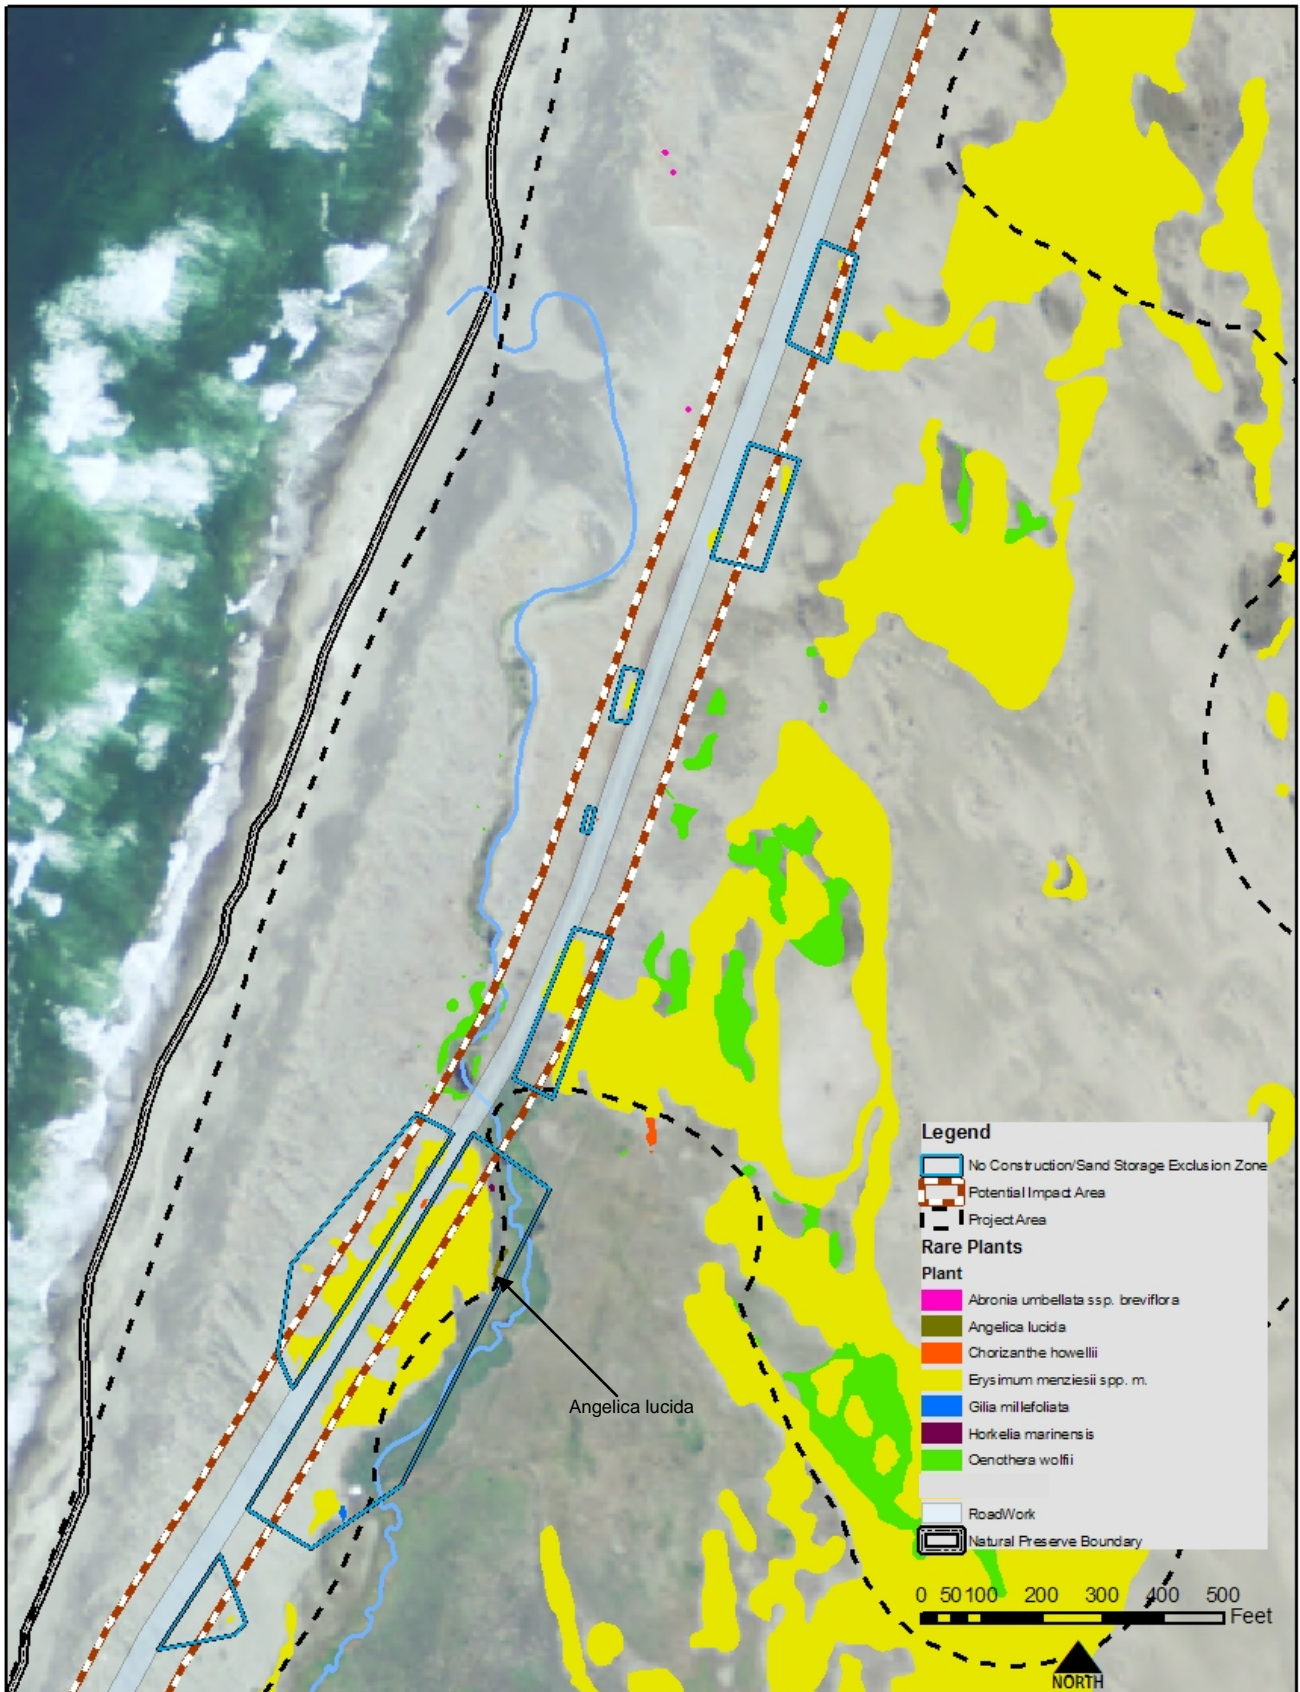 Angelica lucida
Legend
No Construction/Sand Storage Exclusion Zone
Potential Impact Area
Project Area
Rare Plants
Plant
Abronia umbellata ssp. breviflora
Angelica lucida
Chorizanthe howellii
Erysimum menziesii spp. m.
Gilia millefoliata
Horkelia marinensis
Oenothera wolfii
RoadWork
Natural Preserve Boundary
0 50 100 200 300 400 500
Feet
NORTH